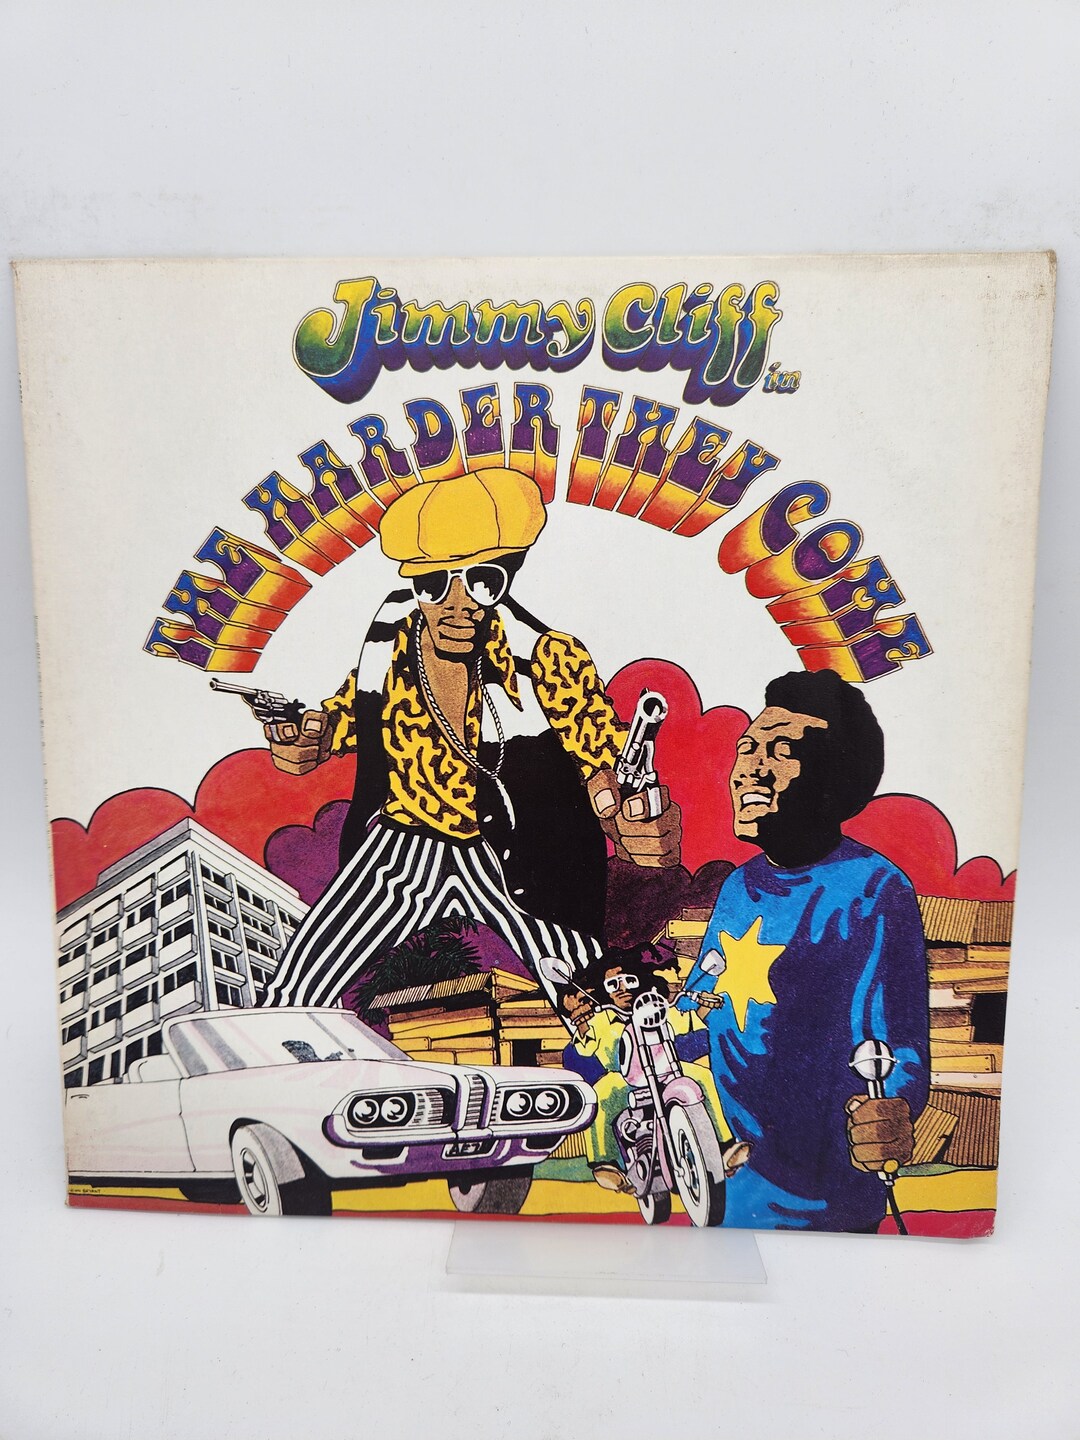 Jimmy Cliff
in
THE HARDER THEY COME